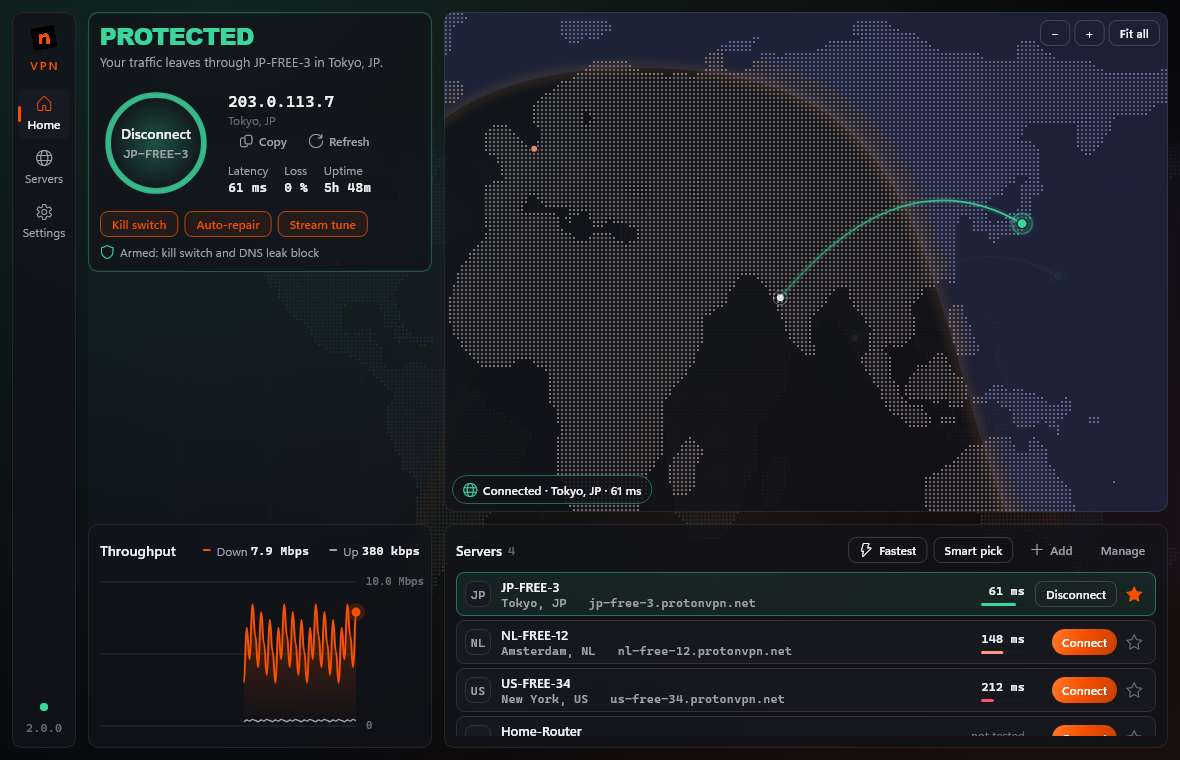 n
VPN
Home
Servers
Settings
2.0.0
PROTECTED
Your traffic leaves through JP-FREE-3 in Tokyo, JP.
Disconnect
JP-FREE-3
203.0.113.7
Tokyo, JP
Copy Refresh
Latency Loss Uptime
61 ms 0 % 5h 48m
Kill switch Auto-repair Stream tune
Armed: kill switch and DNS leak block
− + Fit all
Connected · Tokyo, JP · 61 ms
Throughput Down 7.9 Mbps Up 380 kbps
10.0 Mbps
0
Servers 4 Fastest Smart pick Add Manage
JP JP-FREE-3 61 ms Disconnect
Tokyo, JP jp-free-3.protonvpn.net
NL NL-FREE-12 148 ms Connect
Amsterdam, NL nl-free-12.protonvpn.net
US US-FREE-34 212 ms Connect
New York, US us-free-34.protonvpn.net
Home-Router not tested